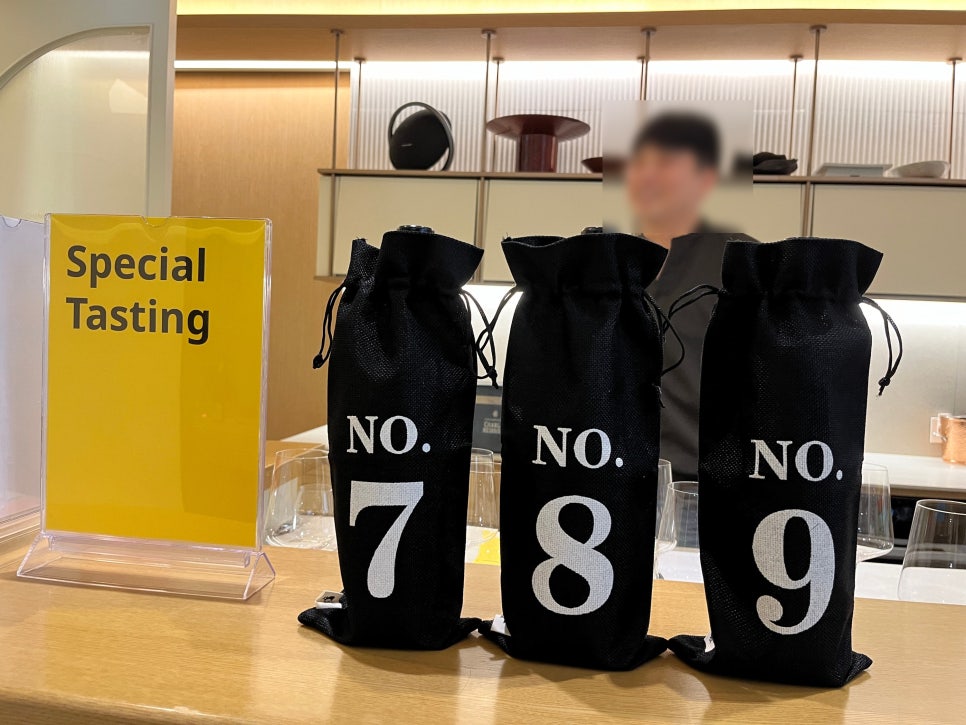 Special
Tasting
NO.
7
NO.
8
NO.
9